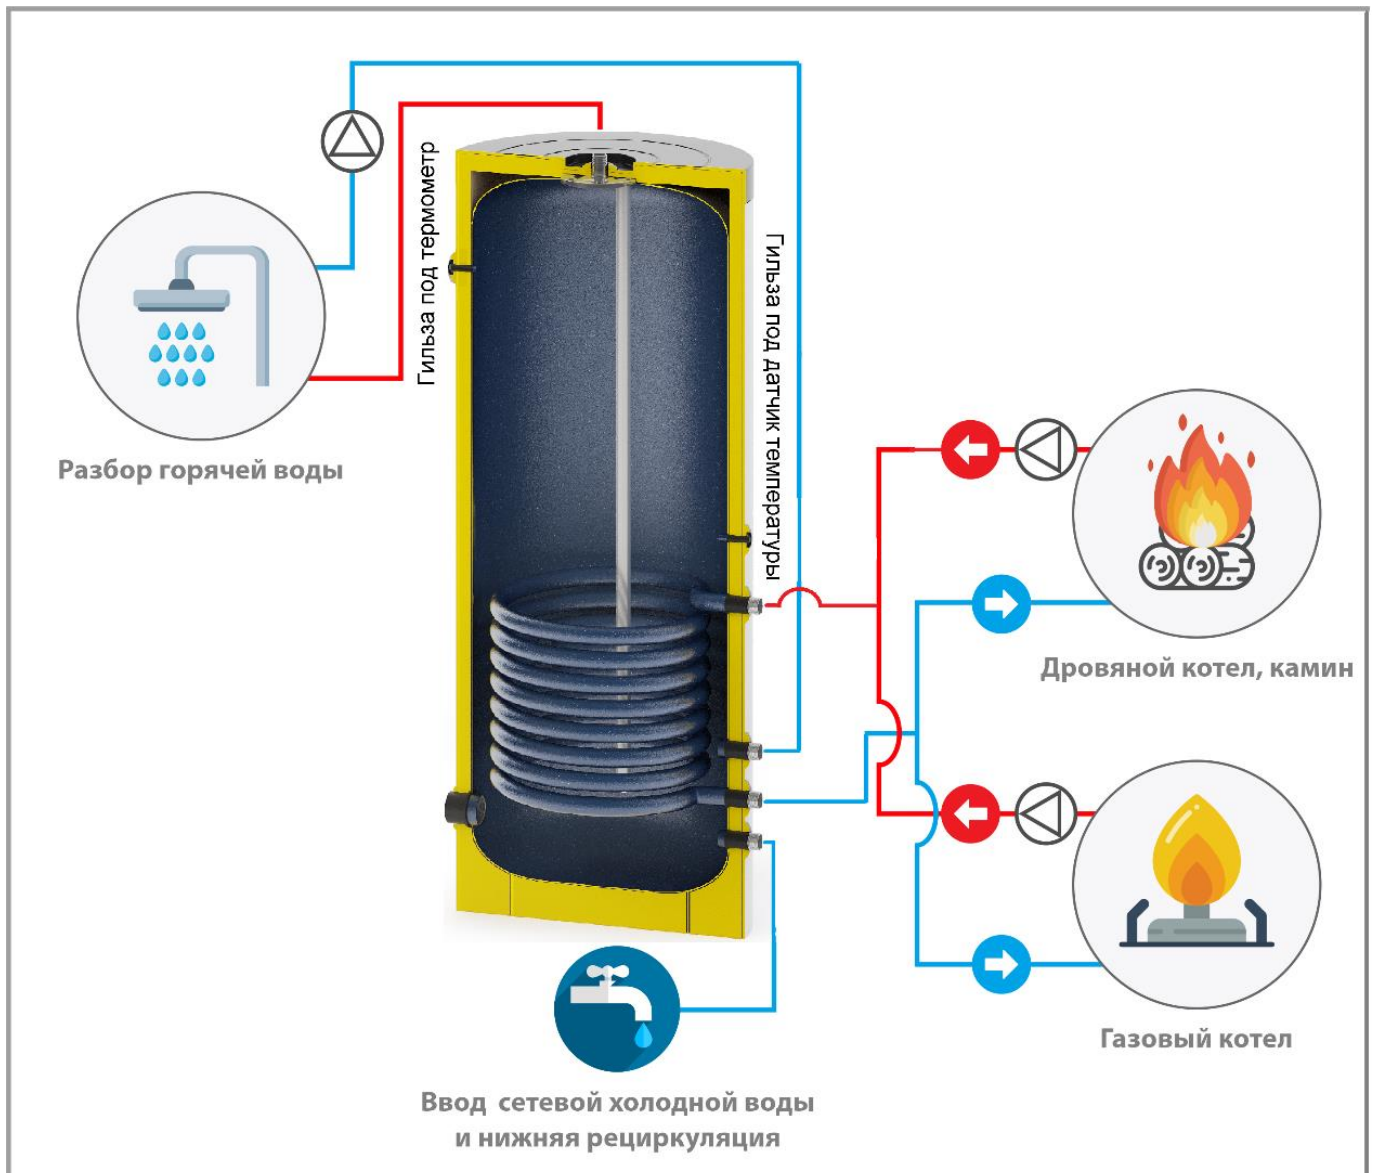 Гильза под термометр
Гильза под датчик температуры
Разбор горячей воды
Дровяной котел, камин
Газовый котел
Ввод сетевой холодной воды
и нижняя рециркуляция